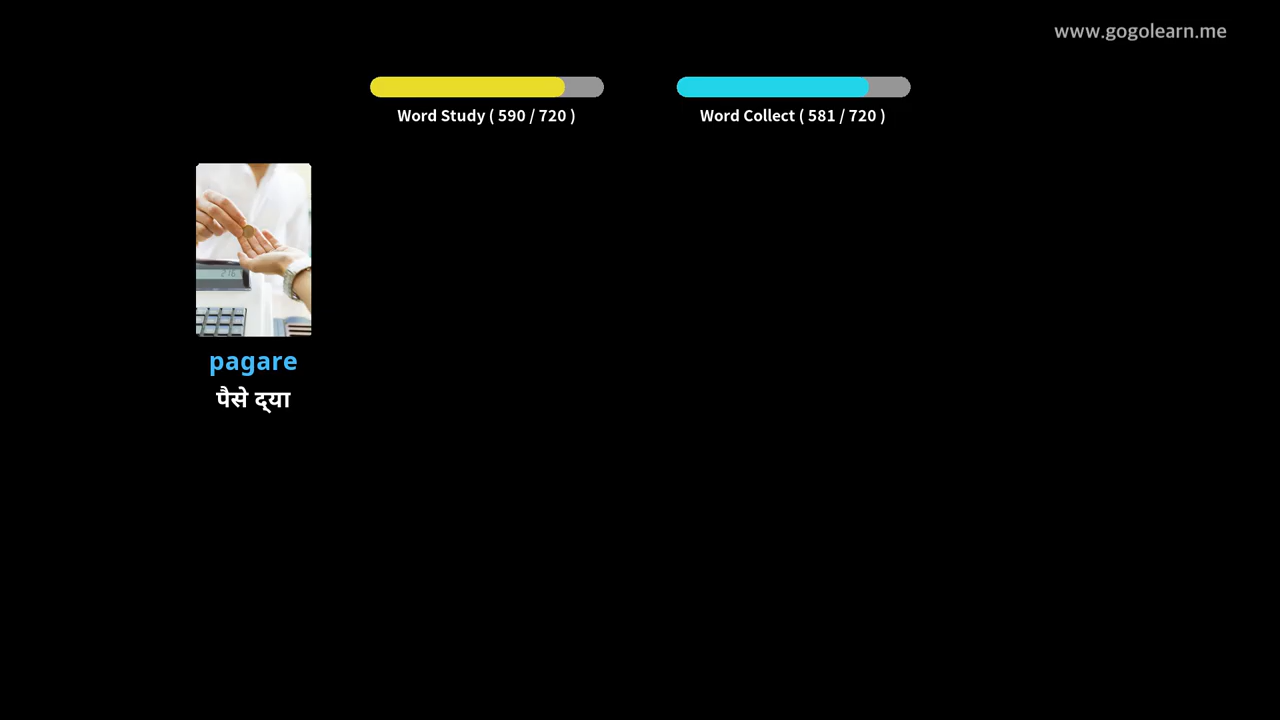 www.gogolearn.me
Word Study ( 590 / 720 )
Word Collect ( 581 / 720 )
pagare
पैसे द्‌या